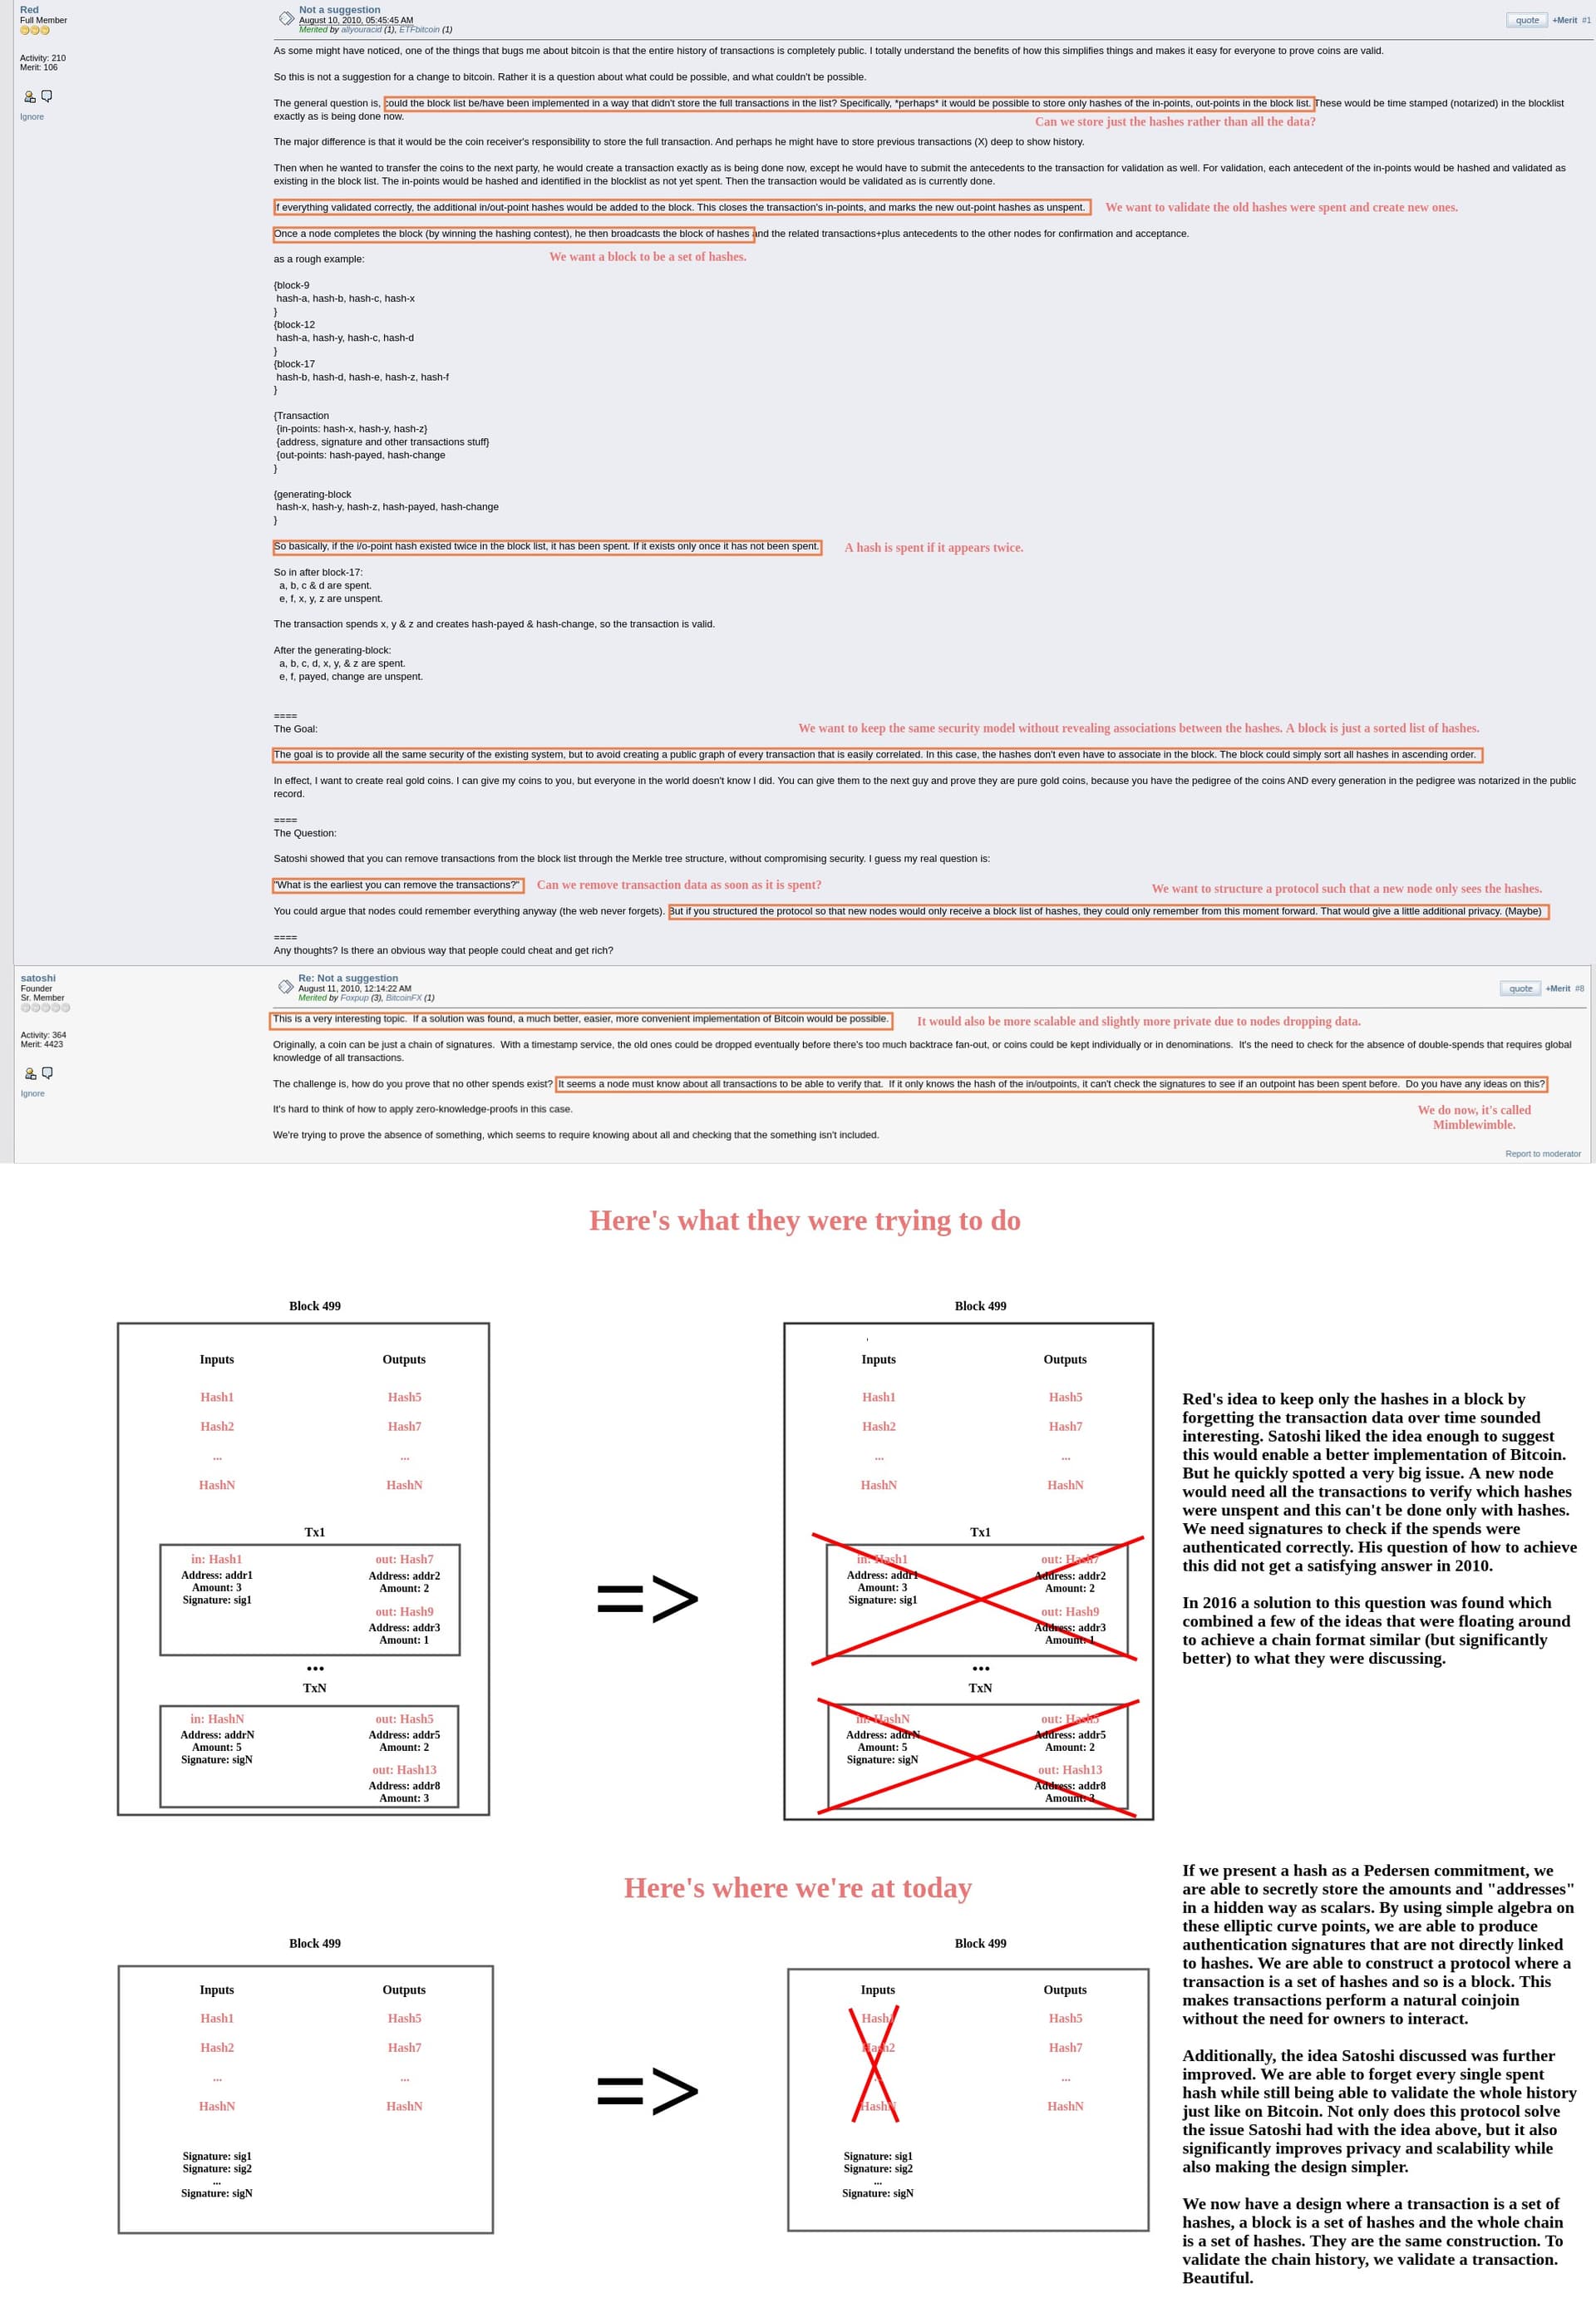 Red
Full Member
Activity: 210
Merit: 106
Ignore
Not a suggestion
August 10, 2010, 05:45:45 AM
Merited by allyouracid (1), ETFbitcoin (1)
quote +Merit #1
As some might have noticed, one of the things that bugs me about bitcoin is that the entire history of transactions is completely public. I totally understand the benefits of how this simplifies things and makes it easy for everyone to prove coins are valid.
So this is not a suggestion for a change to bitcoin. Rather it is a question about what could be possible, and what couldn't be possible.
The general question is, could the block list be/have been implemented in a way that didn't store the full transactions in the list? Specifically, *perhaps* it would be possible to store only hashes of the in-points, out-points in the block list. These would be time stamped (notarized) in the blocklist
exactly as is being done now.
Can we store just the hashes rather than all the data?
The major difference is that it would be the coin receiver's responsibility to store the full transaction. And perhaps he might have to store previous transactions (X) deep to show history.
Then when he wanted to transfer the coins to the next party, he would create a transaction exactly as is being done now, except he would have to submit the antecedents to the transaction for validation as well. For validation, each antecedent of the in-points would be hashed and validated as
existing in the block list. The in-points would be hashed and identified in the blocklist as not yet spent. Then the transaction would be validated as is currently done.
If everything validated correctly, the additional in/out-point hashes would be added to the block. This closes the transaction's in-points, and marks the new out-point hashes as unspent.
We want to validate the old hashes were spent and create new ones.
Once a node completes the block (by winning the hashing contest), he then broadcasts the block of hashes and the related transactions+plus antecedents to the other nodes for confirmation and acceptance.
We want a block to be a set of hashes.
as a rough example:
{block-9
hash-a, hash-b, hash-c, hash-x
}
{block-12
hash-a, hash-y, hash-c, hash-d
}
{block-17
hash-b, hash-d, hash-e, hash-z, hash-f
}
{Transaction
{in-points: hash-x, hash-y, hash-z}
{address, signature and other transactions stuff}
{out-points: hash-payed, hash-change
}
{generating-block
hash-x, hash-y, hash-z, hash-payed, hash-change
}
So basically, if the i/o-point hash existed twice in the block list, it has been spent. If it exists only once it has not been spent.
A hash is spent if it appears twice.
So in after block-17:
a, b, c & d are spent.
e, f, x, y, z are unspent.
The transaction spends x, y & z and creates hash-payed & hash-change, so the transaction is valid.
After the generating-block:
a, b, c, d, x, y, & z are spent.
e, f, payed, change are unspent.
====
The Goal:
We want to keep the same security model without revealing associations between the hashes. A block is just a sorted list of hashes.
The goal is to provide all the same security of the existing system, but to avoid creating a public graph of every transaction that is easily correlated. In this case, the hashes don't even have to associate in the block. The block could simply sort all hashes in ascending order.
In effect, I want to create real gold coins. I can give my coins to you, but everyone in the world doesn't know I did. You can give them to the next guy and prove they are pure gold coins, because you have the pedigree of the coins AND every generation in the pedigree was notarized in the public
record.
====
The Question:
Satoshi showed that you can remove transactions from the block list through the Merkle tree structure, without compromising security. I guess my real question is:
"What is the earliest you can remove the transactions?"
Can we remove transaction data as soon as it is spent?
We want to structure a protocol such that a new node only sees the hashes.
You could argue that nodes could remember everything anyway (the web never forgets). But if you structured the protocol so that new nodes would only receive a block list of hashes, they could only remember from this moment forward. That would give a little additional privacy. (Maybe)
====
Any thoughts? Is there an obvious way that people could cheat and get rich?
satoshi
Founder
Sr. Member
Activity: 364
Merit: 4423
Ignore
Re: Not a suggestion
August 11, 2010, 12:14:22 AM
Merited by Foxpup (3), BitcoinFX (1)
quote +Merit #8
This is a very interesting topic. If a solution was found, a much better, easier, more convenient implementation of Bitcoin would be possible.
It would also be more scalable and slightly more private due to nodes dropping data.
Originally, a coin can be just a chain of signatures. With a timestamp service, the old ones could be dropped eventually before there's too much backtrace fan-out, or coins could be kept individually or in denominations. It's the need to check for the absence of double-spends that requires global
knowledge of all transactions.
The challenge is, how do you prove that no other spends exist? It seems a node must know about all transactions to be able to verify that. If it only knows the hash of the in/outpoints, it can't check the signatures to see if an outpoint has been spent before. Do you have any ideas on this?
It's hard to think of how to apply zero-knowledge-proofs in this case.
We do now, it's called
Mimblewimble.
We're trying to prove the absence of something, which seems to require knowing about all and checking that the something isn't included.
Report to moderator
Here's what they were trying to do
Block 499
Inputs Outputs
Hash1 Hash5
Hash2 Hash7
... ...
HashN HashN
Tx1
in: Hash1 out: Hash7
Address: addr1 Address: addr2
Amount: 3 Amount: 2
Signature: sig1
out: Hash9
Address: addr3
Amount: 1
...
TxN
in: HashN out: Hash5
Address: addrN Address: addr5
Amount: 5 Amount: 2
Signature: sigN
out: Hash13
Address: addr8
Amount: 3
=>
Block 499
Inputs Outputs
Hash1 Hash5
Hash2 Hash7
... ...
HashN HashN
Tx1
in: Hash1 out: Hash7
Address: addr1 Address: addr2
Amount: 3 Amount: 2
Signature: sig1
out: Hash9
Address: addr3
Amount: 1
...
TxN
in: HashN out: Hash5
Address: addrN Address: addr5
Amount: 5 Amount: 2
Signature: sigN
out: Hash13
Address: addr8
Amount: 3
Red's idea to keep only the hashes in a block by
forgetting the transaction data over time sounded
interesting. Satoshi liked the idea enough to suggest
this would enable a better implementation of Bitcoin.
But he quickly spotted a very big issue. A new node
would need all the transactions to verify which hashes
were unspent and this can't be done only with hashes.
We need signatures to check if the spends were
authenticated correctly. His question of how to achieve
this did not get a satisfying answer in 2010.
In 2016 a solution to this question was found which
combined a few of the ideas that were floating around
to achieve a chain format similar (but significantly
better) to what they were discussing.
Here's where we're at today
Block 499
Inputs Outputs
Hash1 Hash5
Hash2 Hash7
... ...
HashN HashN
Signature: sig1
Signature: sig2
...
Signature: sigN
=>
Block 499
Inputs Outputs
Hash1 Hash5
Hash2 Hash7
... ...
HashN HashN
Signature: sig1
Signature: sig2
...
Signature: sigN
If we present a hash as a Pedersen commitment, we
are able to secretly store the amounts and "addresses"
in a hidden way as scalars. By using simple algebra on
these elliptic curve points, we are able to produce
authentication signatures that are not directly linked
to hashes. We are able to construct a protocol where a
transaction is a set of hashes and so is a block. This
makes transactions perform a natural coinjoin
without the need for owners to interact.
Additionally, the idea Satoshi discussed was further
improved. We are able to forget every single spent
hash while still being able to validate the whole history
just like on Bitcoin. Not only does this protocol solve
the issue Satoshi had with the idea above, but it also
significantly improves privacy and scalability while
also making the design simpler.
We now have a design where a transaction is a set of
hashes, a block is a set of hashes and the whole chain
is a set of hashes. They are the same construction. To
validate the chain history, we validate a transaction.
Beautiful.